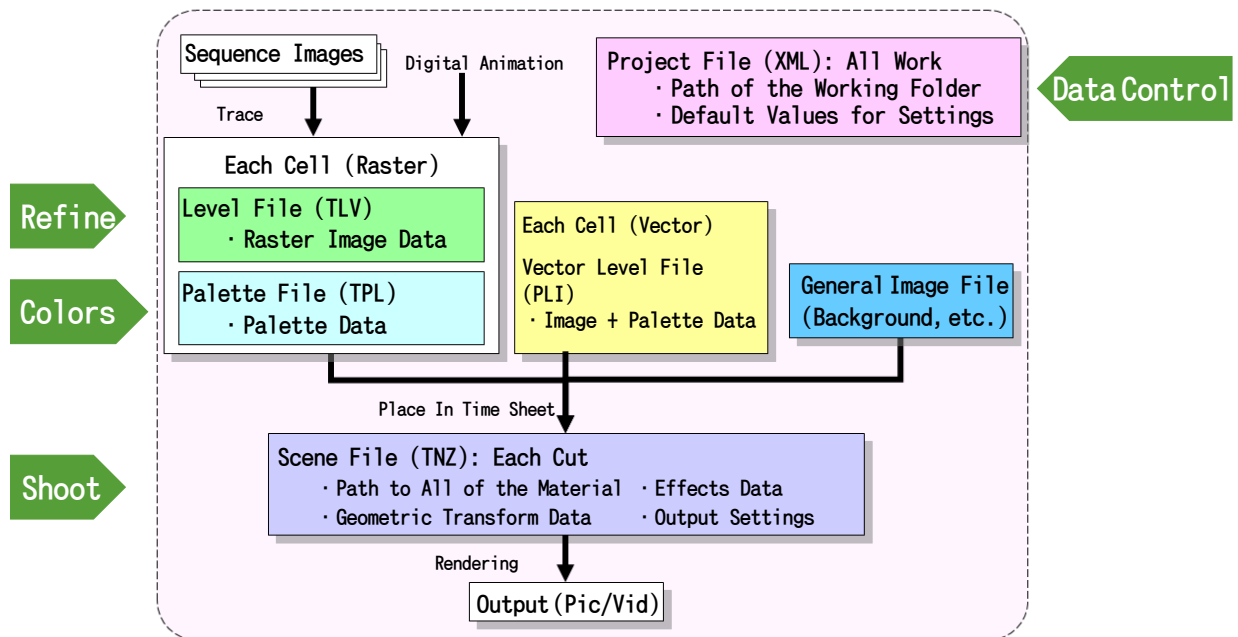 Sequence Images
Digital Animation
Trace
Project File (XML): All Work
· Path of the Working Folder
· Default Values for Settings
Data Control
Each Cell (Raster)
Refine
Level File (TLV)
· Raster Image Data
Colors
Palette File (TPL)
· Palette Data
Each Cell (Vector)
Vector Level File
(PLI)
· Image + Palette Data
General Image File
(Background, etc.)
Place In Time Sheet
Shoot
Scene File (TNZ): Each Cut
· Path to All of the Material · Effects Data
· Geometric Transform Data · Output Settings
Rendering
Output (Pic/Vid)